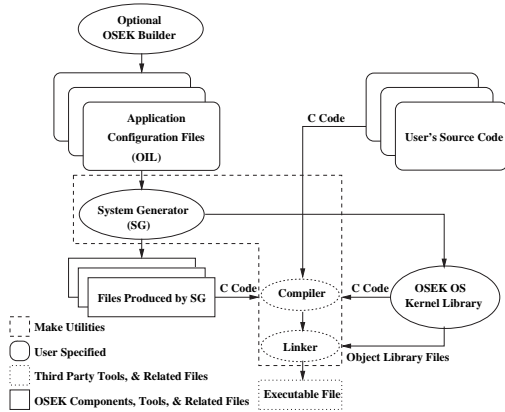 Optional
OSEK Builder
Application
Configuration Files
(OIL)
C Code
User's Source Code
System Generator
(SG)
Files Produced by SG
C Code
Compiler
C Code
OSEK OS
Kernel Library
Linker
Object Library Files
Executable File
Make Utilities
User Specified
Third Party Tools, & Related Files
OSEK Components, Tools, & Related Files